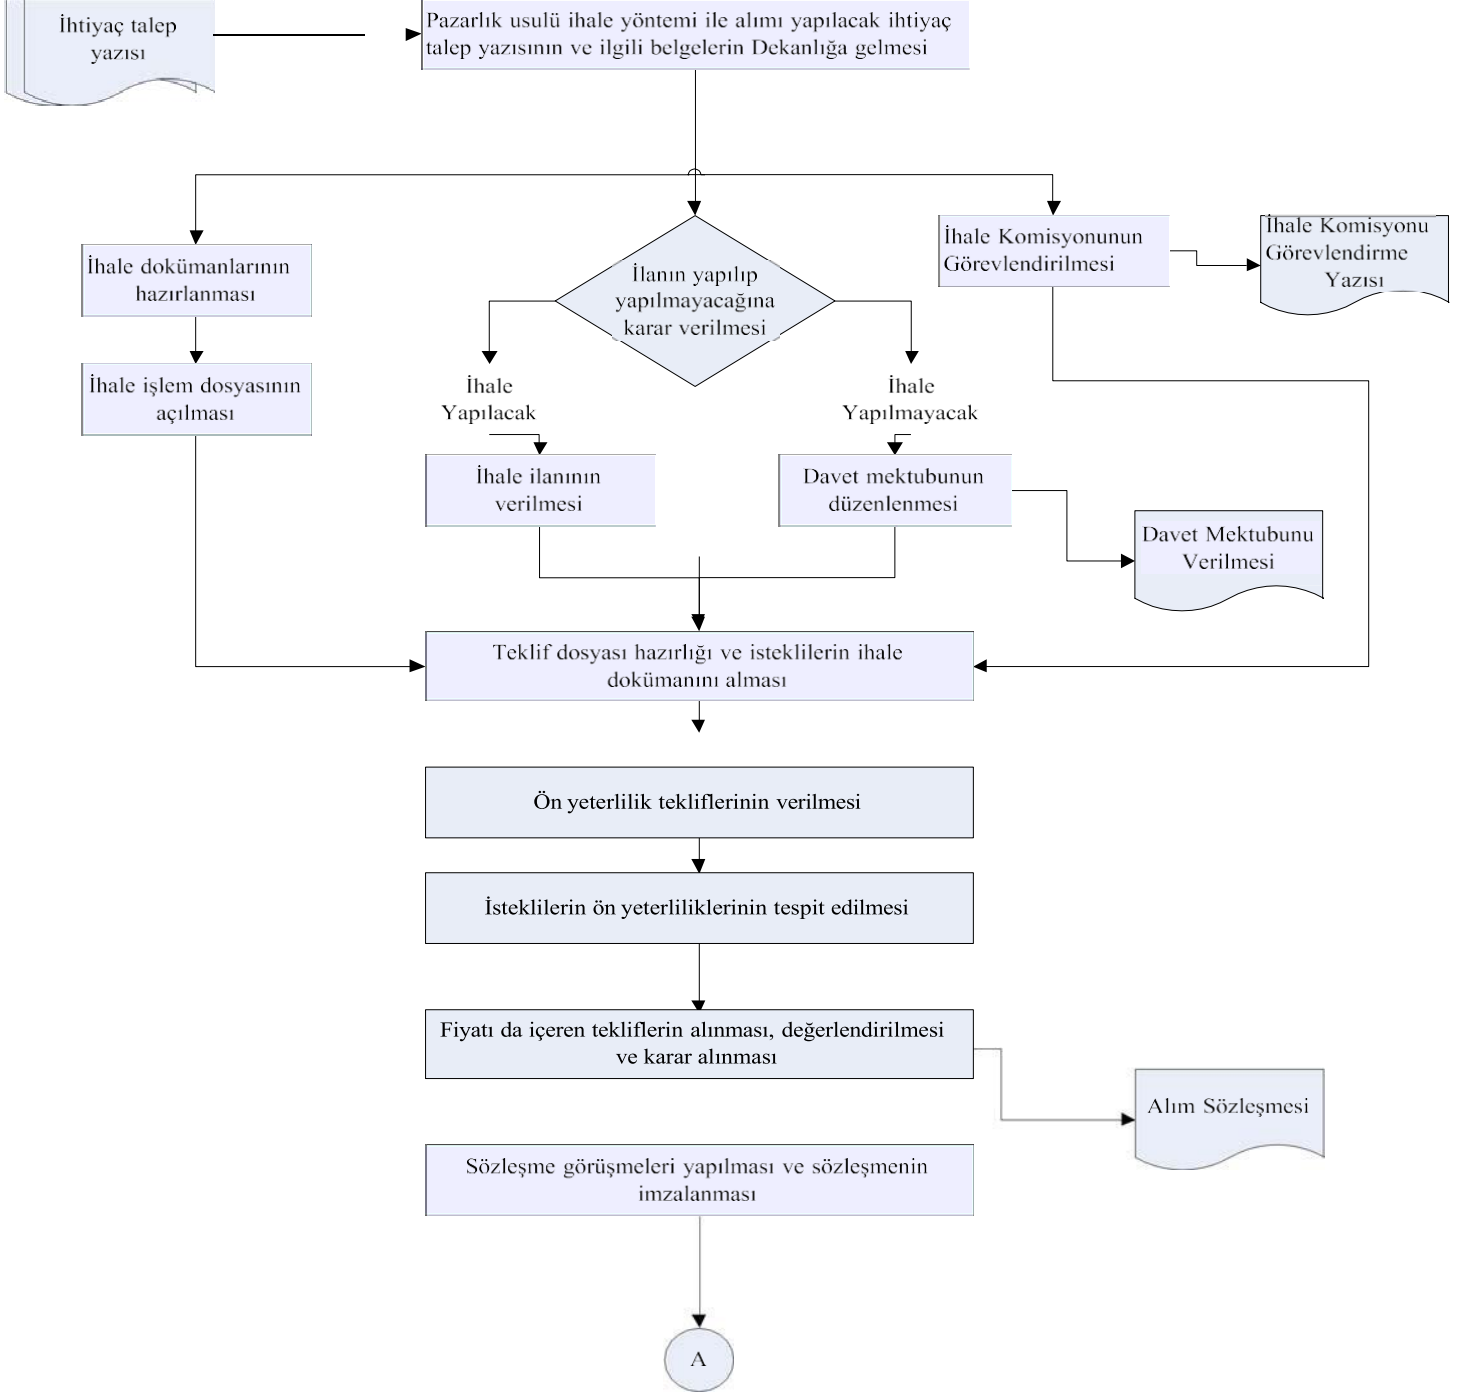 İhtiyaç talep
yazısı
Pazarlık usulü ihale yöntemi ile alımı yapılacak ihtiyaç
talep yazısının ve ilgili belgelerin Dekanlığa gelmesi
İhale dokümanlarının
hazırlanması
İlanın yapılıp
yapılmayacağına
karar verilmesi
İhale Komisyonunun
Görevlendirilmesi
İhale Komisyonu
Görevlendirme
Yazısı
İhale işlem dosyasının
açılması
İhale
Yapılacak
İhale
Yapılmayacak
İhale ilanının
verilmesi
Davet mektubunun
düzenlenmesi
Davet Mektubunu
Verilmesi
Teklif dosyası hazırlığı ve isteklilerin ihale
dokümanını alması
Ön yeterlilik tekliflerinin verilmesi
İsteklilerin ön yeterliliklerinin tespit edilmesi
Fiyatı da içeren tekliflerin alınması, değerlendirilmesi
ve karar alınması
Alım Sözleşmesi
Sözleşme görüşmeleri yapılması ve sözleşmenin
imzalanması
A